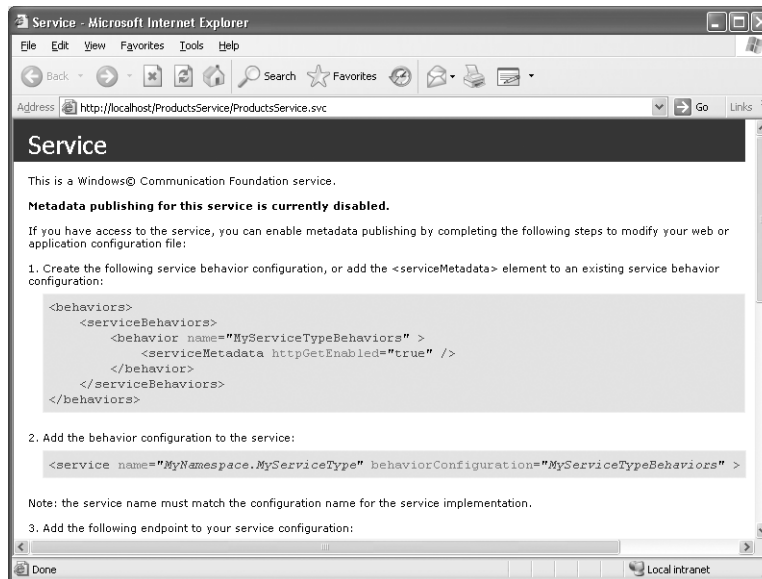 Service - Microsoft Internet Explorer
File Edit View Favorites Tools Help
Back Search Favorites
Address http://localhost/ProductsService/ProductsService.svc Go Links
Service
This is a Windows© Communication Foundation service.
Metadata publishing for this service is currently disabled.
If you have access to the service, you can enable metadata publishing by completing the following steps to modify your web or
application configuration file:
1. Create the following service behavior configuration, or add the <serviceMetadata> element to an existing service behavior
configuration:
<behaviors>
<serviceBehaviors>
<behavior name="MyServiceTypeBehaviors" >
<serviceMetadata httpGetEnabled="true" />
</behavior>
</serviceBehaviors>
</behaviors>
2. Add the behavior configuration to the service:
<service name="MyNamespace.MyServiceType" behaviorConfiguration="MyServiceTypeBehaviors" >
Note: the service name must match the configuration name for the service implementation.
3. Add the following endpoint to your service configuration:
Done Local intranet